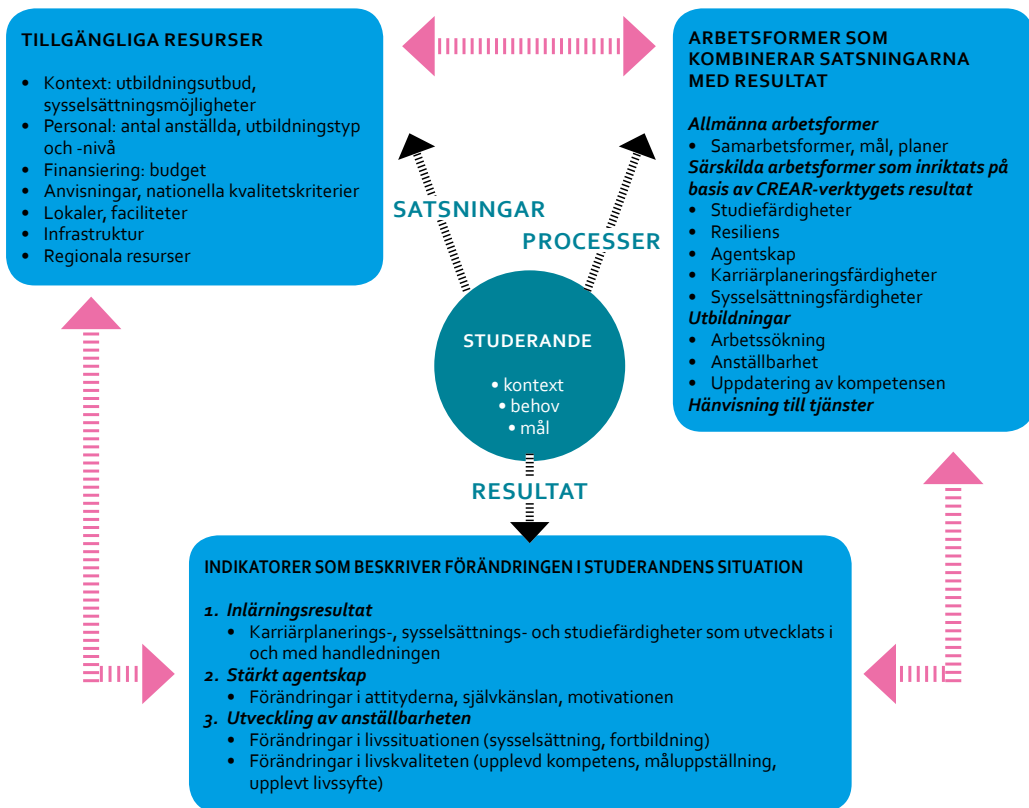 TILLGÄNGLIGA RESURSER
• Kontext: utbildningsutbud,
sysselsättningsmöjligheter
• Personal: antal anställda, utbildningstyp
och -nivå
• Finansiering: budget
• Anvisningar, nationella kvalitetskriterier
• Lokaler, faciliteter
• Infrastruktur
• Regionala resurser
ARBETSFORMER SOM
KOMBINERAR SATSNINGARNA
MED RESULTAT
Allmänna arbetsformer
• Samarbetsformer, mål, planer
Särskilda arbetsformer som inriktats på
basis av CREAR-verktygets resultat
• Studiefärdigheter
• Resiliens
• Agentskap
• Karriärplaneringsfärdigheter
• Sysselsättningsfärdigheter
Utbildningar
• Arbetssökning
• Anställbarhet
• Uppdatering av kompetensen
Hänvisning till tjänster
SATSNINGAR
PROCESSER
STUDERANDE
• kontext
• behov
• mål
RESULTAT
INDIKATORER SOM BESKRIVER FÖRÄNDRINGEN I STUDERANDENS SITUATION
1. Inlärningsresultat
• Karriärplanerings-, sysselsättnings- och studiefärdigheter som utvecklats i
och med handledningen
2. Stärkt agentskap
• Förändringar i attityderna, självkänslan, motivationen
3. Utveckling av anställbarheten
• Förändringar i livssituationen (sysselsättning, fortbildning)
• Förändringar i livskvaliteten (upplevd kompetens, måluppställning,
upplevt livssyfte)